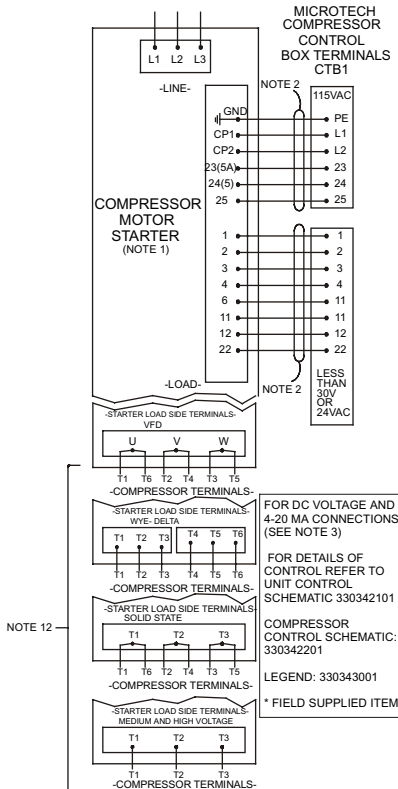 MICROTECH
COMPRESSOR
CONTROL
BOX TERMINALS
CTB1
L1 L2 L3
-LINE-
NOTE 2
115VAC
GND PE
CP1 L1
CP2 L2
23(5A) 23
24(5) 24
25 25
COMPRESSOR
MOTOR
STARTER
(NOTE 1)
1 1
2 2
3 3
4 4
6 11
11 11
12 12
22 22
NOTE 2
LESS
THAN
30V
OR
24VAC
-LOAD-
-STARTER LOAD SIDE TERMINALS-
VFD
U V W
T1 T6 T2 T4 T3 T5
-COMPRESSOR TERMINALS-
-STARTER LOAD SIDE TERMINALS-
WYE- DELTA
T1 T2 T3 T4 T5 T6
T1 T2 T3 T4 T5 T6
-COMPRESSOR TERMINALS-
-STARTER LOAD SIDE TERMINALS-
SOLID STATE
T1 T2 T3
T1 T6 T2 T4 T3 T5
-COMPRESSOR TERMINALS-
-STARTER LOAD SIDE TERMINALS-
MEDIUM AND HIGH VOLTAGE
T1 T2 T3
T1 T2 T3
-COMPRESSOR TERMINALS-
NOTE 12
FOR DC VOLTAGE AND
4-20 MA CONNECTIONS
(SEE NOTE 3)
FOR DETAILS OF
CONTROL REFER TO
UNIT CONTROL
SCHEMATIC 330342101
COMPRESSOR
CONTROL SCHEMATIC:
330342201
LEGEND: 330343001
* FIELD SUPPLIED ITEM